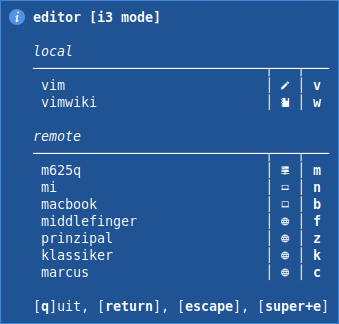 editor [i3 mode]
local
vim v
vimwiki w
remote
m625q m
mi n
macbook b
middlefinger f
prinzipal z
klassiker k
marcus c
[q]uit, [return], [escape], [super+e]